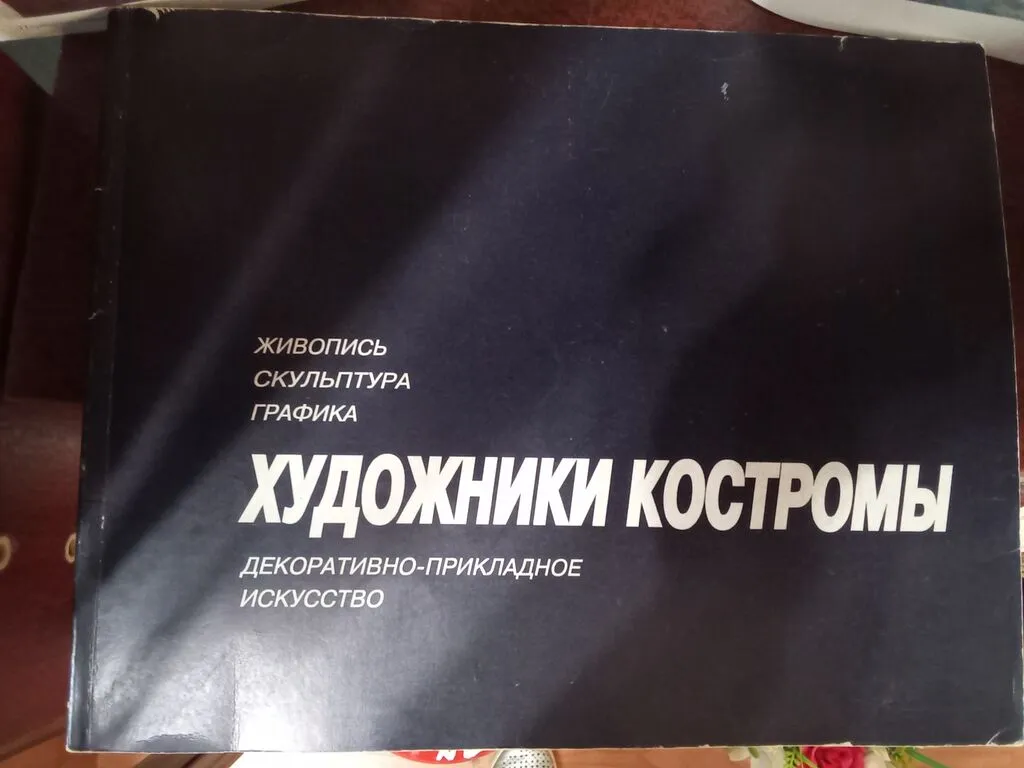 ЖИВОПИСЬ
СКУЛЬПТУРА
ГРАФИКА
ХУДОЖНИКИ КОСТРОМЫ
ДЕКОРАТИВНО-ПРИКЛАДНОЕ
ИСКУССТВО